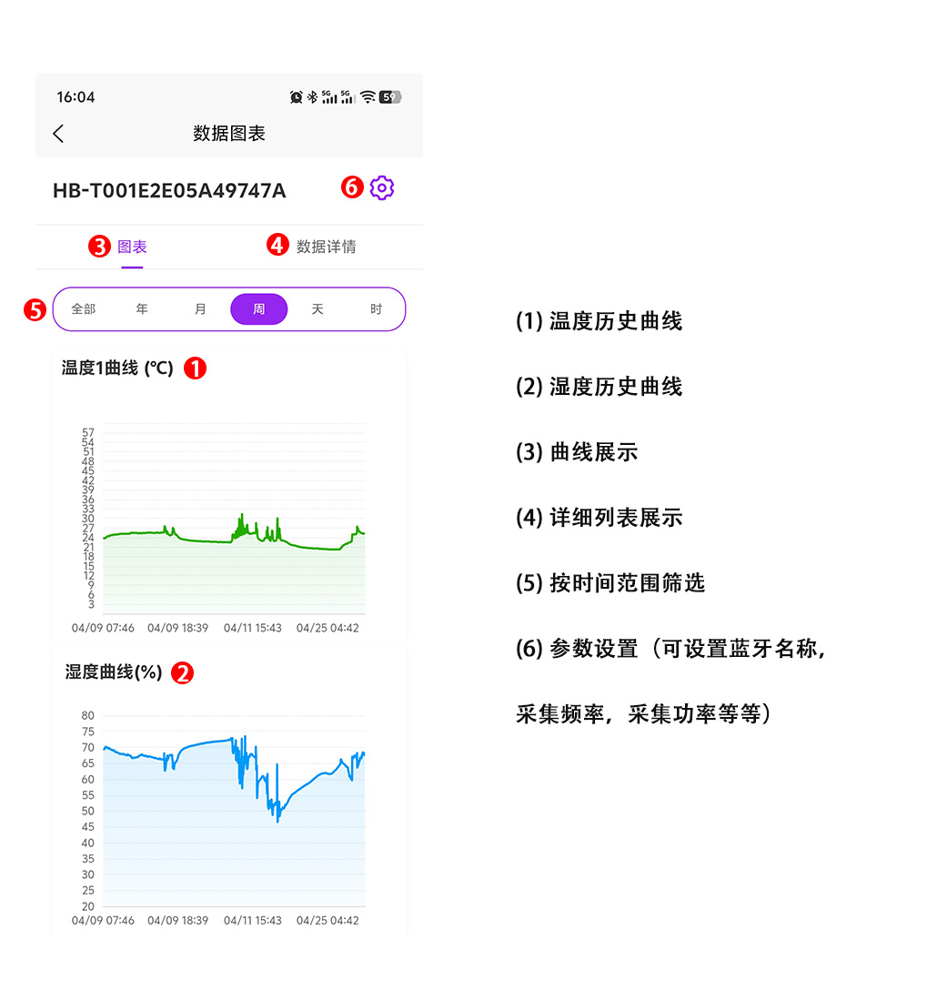 16:04
5G 5G 59
数据图表
HB-T001E2E05A49747A
6
3 图表
4 数据详情
5 全部 年 月 周 天 时
温度1曲线 (℃) 1
57
54
51
48
45
42
39
36
33
30
27
24
21
18
15
12
9
6
3
04/09 07:46 04/09 18:39 04/11 15:43 04/25 04:42
湿度曲线(%) 2
80
75
70
65
60
55
50
45
40
35
30
25
20
04/09 07:46 04/09 18:39 04/11 15:43 04/25 04:42
(1) 温度历史曲线
(2) 湿度历史曲线
(3) 曲线展示
(4) 详细列表展示
(5) 按时间范围筛选
(6) 参数设置（可设置蓝牙名称，
采集频率，采集功率等等）